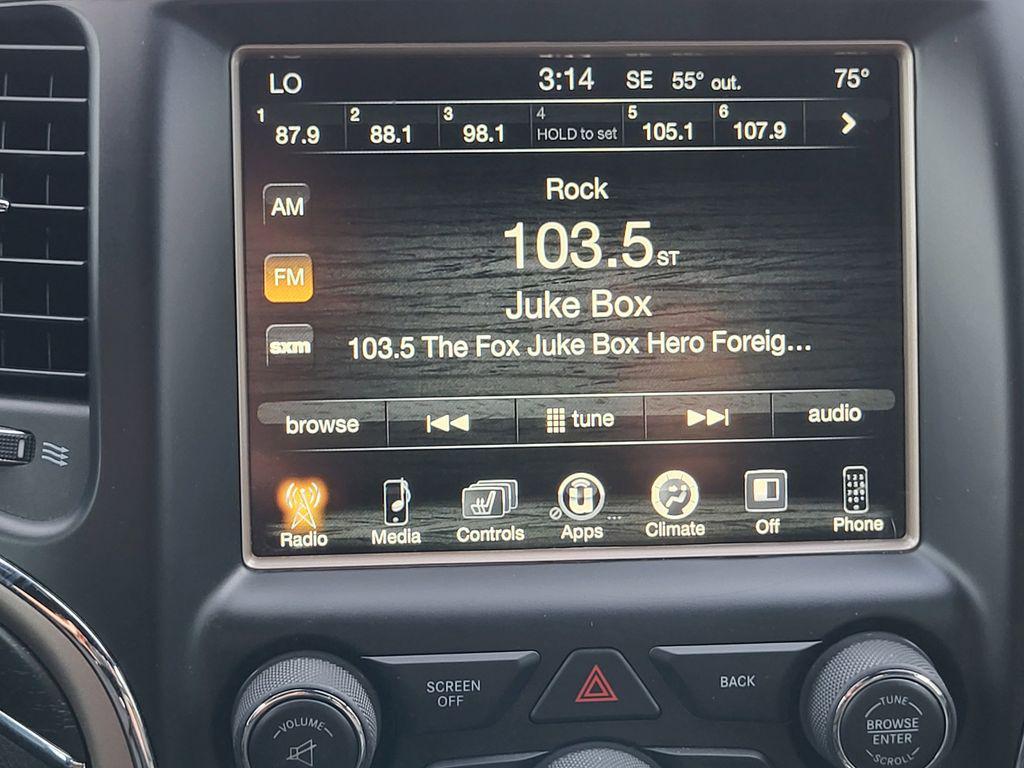 LO 3:14 SE 55° out. 75°
1 87.9 2 88.1 3 98.1 4 HOLD to set 5 105.1 6 107.9
Rock
AM
103.5 ST
FM
Juke Box
sxm
103.5 The Fox Juke Box Hero Foreig...
browse tune audio
Radio Media Controls Apps Climate Off Phone
SCREEN OFF
BACK
VOLUME
TUNE
BROWSE
ENTER
SCROLL